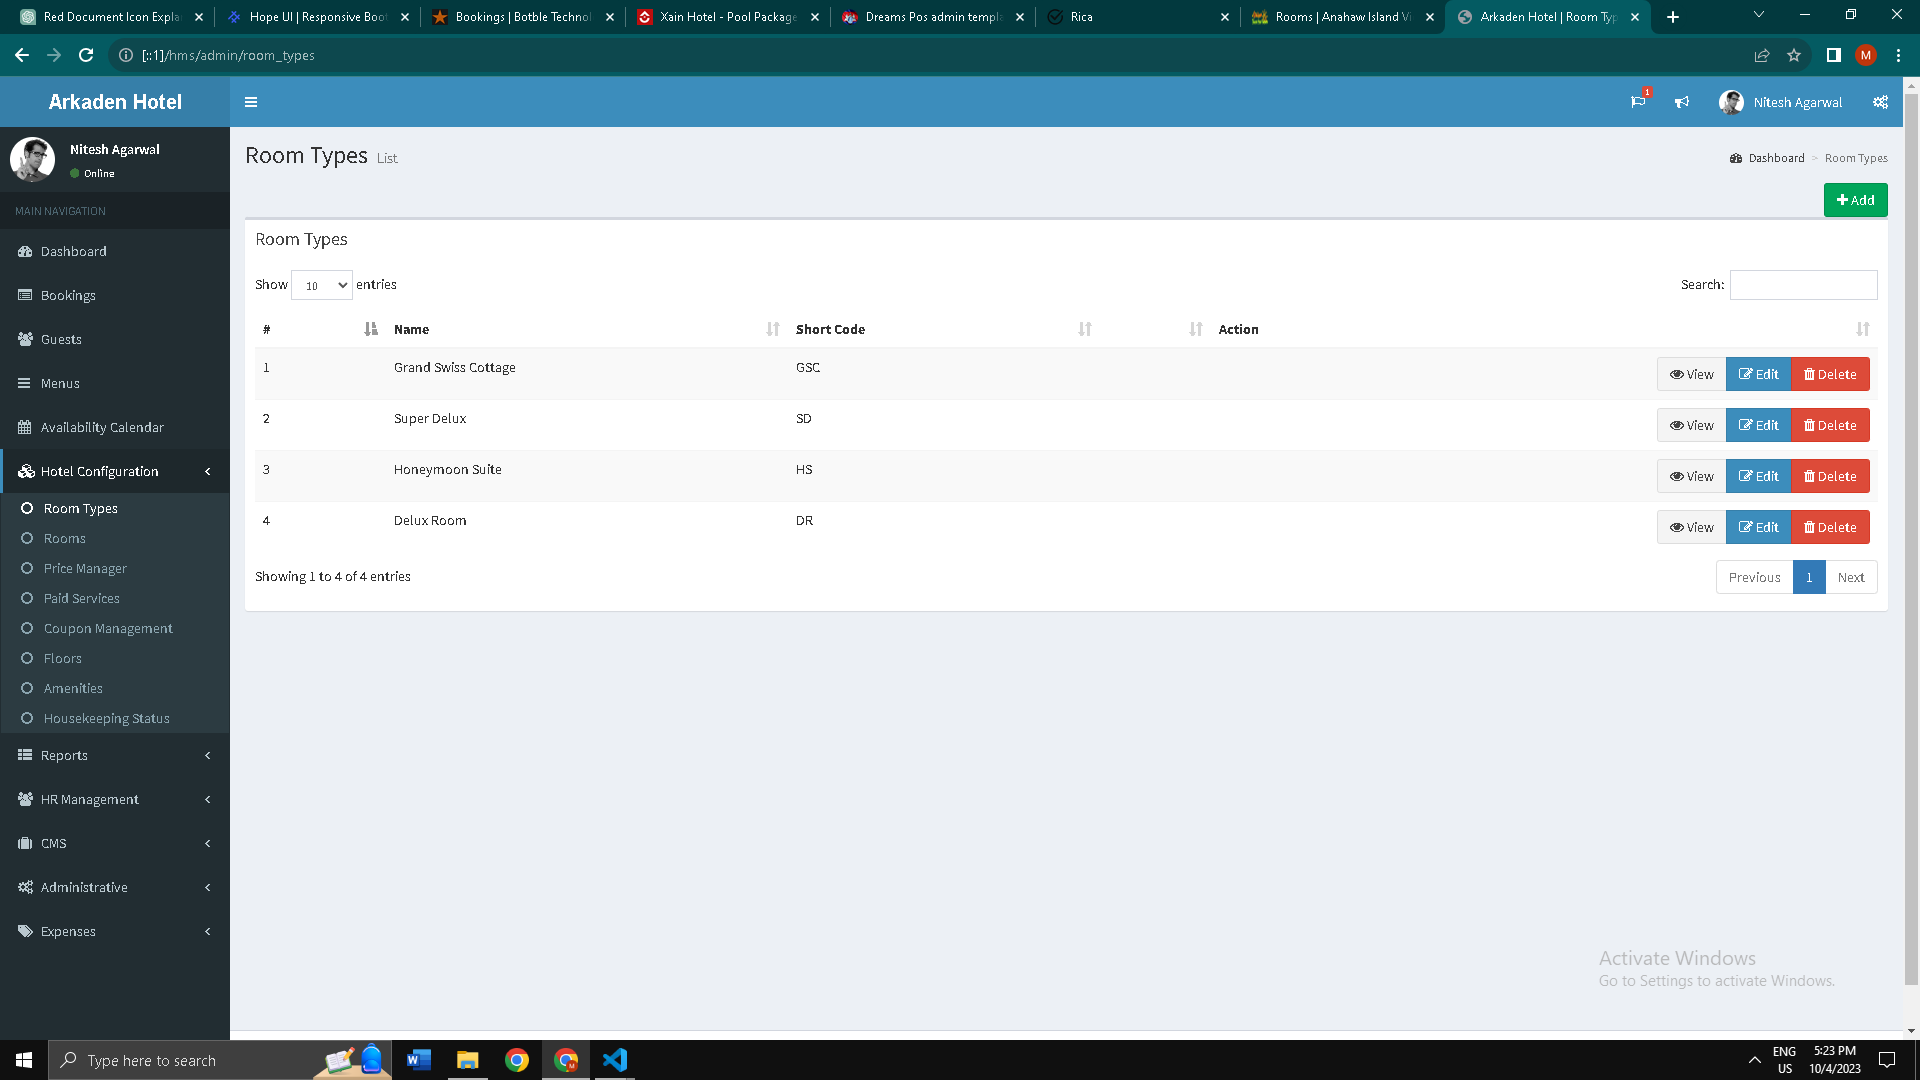 Red Document Icon Expla
Hope UI | Responsive Boot
Bookings | Botble Technol
Xain Hotel - Pool Package
Dreams Pos admin templa
Rica
Rooms | Anahaw Island Vi
Arkaden Hotel | Room Typ
[::1]/hms/admin/room_types
M
Arkaden Hotel
1
Nitesh Agarwal
Nitesh Agarwal
Online
Room Types List
Dashboard > Room Types
MAIN NAVIGATION
Add
Dashboard
Bookings
Guests
Menus
Availability Calendar
Hotel Configuration
Room Types
Rooms
Price Manager
Paid Services
Coupon Management
Floors
Amenities
Housekeeping Status
Reports
HR Management
CMS
Administrative
Expenses
Room Types
Show 10 entries
Search:
# Name Short Code Action
1 Grand Swiss Cottage GSC View Edit Delete
2 Super Delux SD View Edit Delete
3 Honeymoon Suite HS View Edit Delete
4 Delux Room DR View Edit Delete
Showing 1 to 4 of 4 entries
Previous 1 Next
Activate Windows
Go to Settings to activate Windows.
Type here to search
ENG
US
5:23 PM
10/4/2023